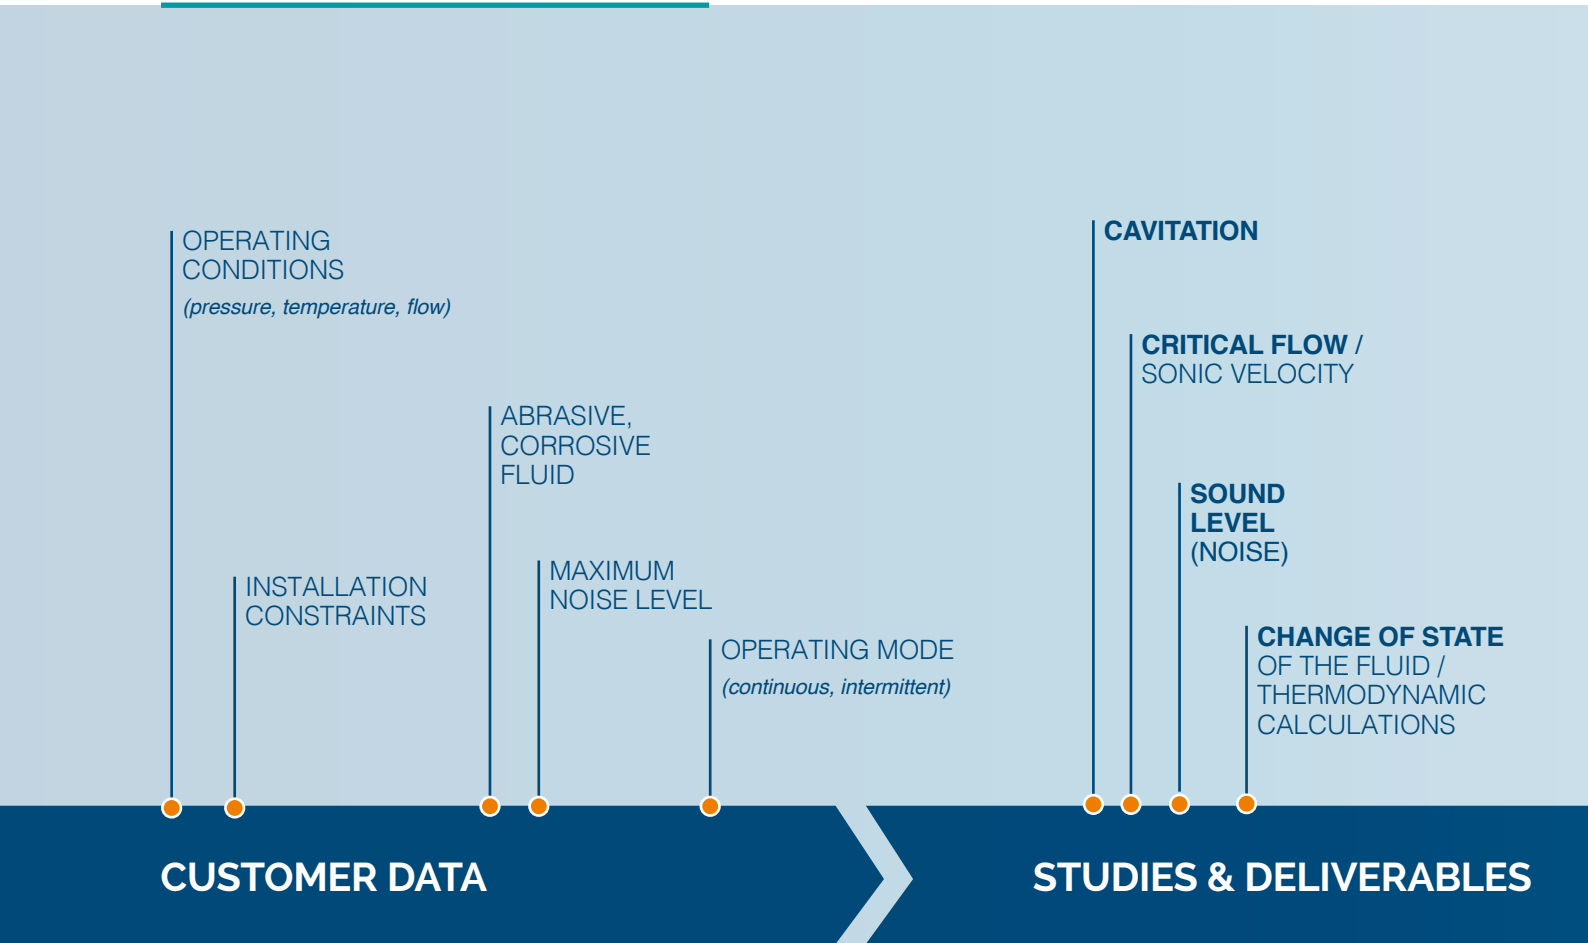 OPERATING
CONDITIONS
(pressure, temperature, flow)
INSTALLATION
CONSTRAINTS
ABRASIVE,
CORROSIVE
FLUID
MAXIMUM
NOISE LEVEL
OPERATING MODE
(continuous, intermittent)
CUSTOMER DATA
CAVITATION
CRITICAL FLOW /
SONIC VELOCITY
SOUND
LEVEL
(NOISE)
CHANGE OF STATE
OF THE FLUID /
THERMODYNAMIC
CALCULATIONS
STUDIES & DELIVERABLES